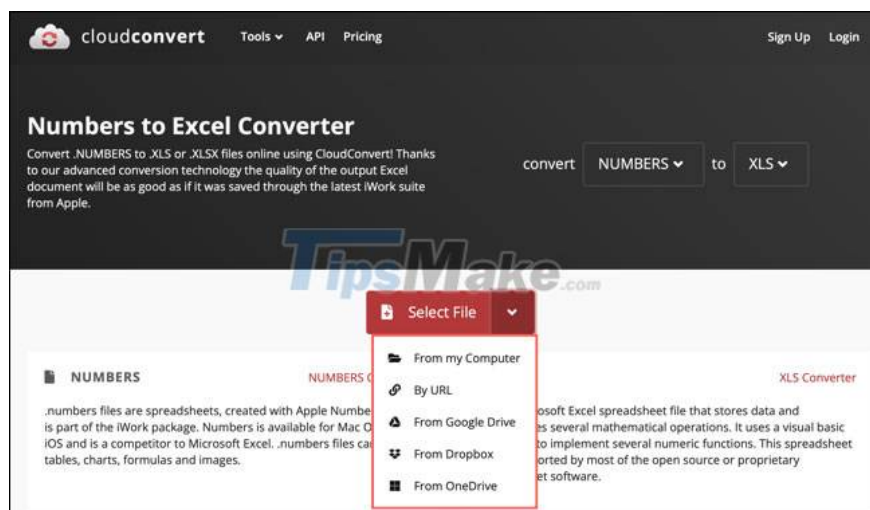 cloudconvert Tools API Pricing Sign Up Login
Numbers to Excel Converter
Convert .NUMBERS to .XLS or .XLSX files online using CloudConvert! Thanks
to our advanced conversion technology the quality of the output Excel
document will be as good as if it was saved through the latest iWork suite
from Apple.
convert NUMBERS to XLS
TipsMake.com
Select File
From my Computer
By URL
From Google Drive
From Dropbox
From OneDrive
NUMBERS NUMBERS
.numbers files are spreadsheets, created with Apple
is part of the iWork package. Numbers is available for Mac
iOS and is a competitor to Microsoft Excel. .numbers files
tables, charts, formulas and images.
XLS Converter
Excel spreadsheet file that stores data and
several mathematical operations. It uses a visual basic
to implement several numeric functions. This spreadsheet
by most of the open source or proprietary
software.